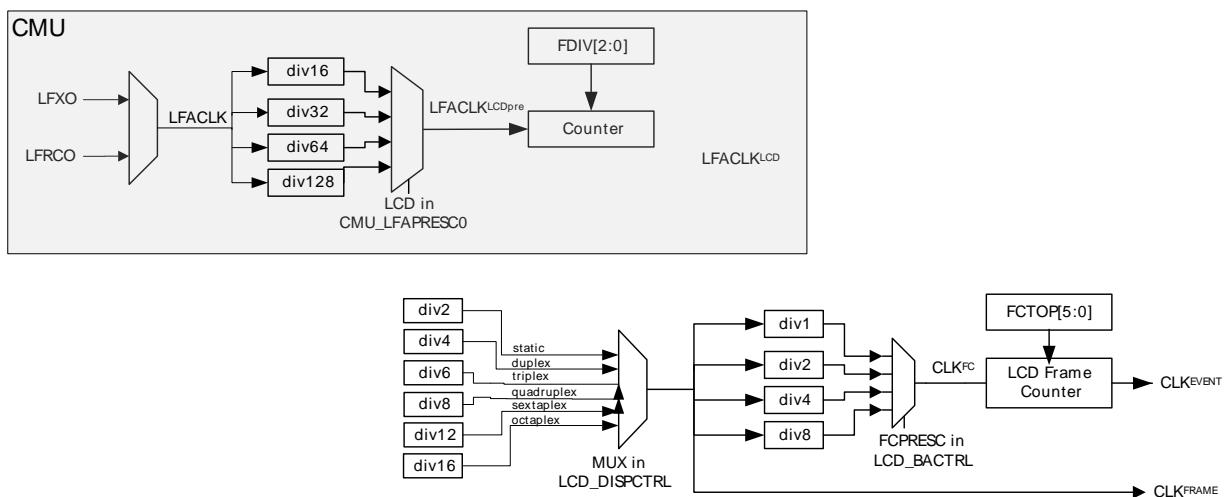 CMU
FDIV[2:0]
LFXO
LFRCO
LFACLK
div16
div32
div64
div128
LFACLKLCDpre
Counter
LFACLKLCD
LCD in
CMU_LFAPRESC0
div2
div4
div6
div8
div12
div16
static
duplex
triplex
quadruplex
sextaplex
octaplex
MUX in
LCD_DISPCTRL
div1
div2
div4
div8
CLKFC
FCPRESC in
LCD_BACTRL
FCTOP[5:0]
LCD Frame
Counter
CLKEVENT
CLKFRAME